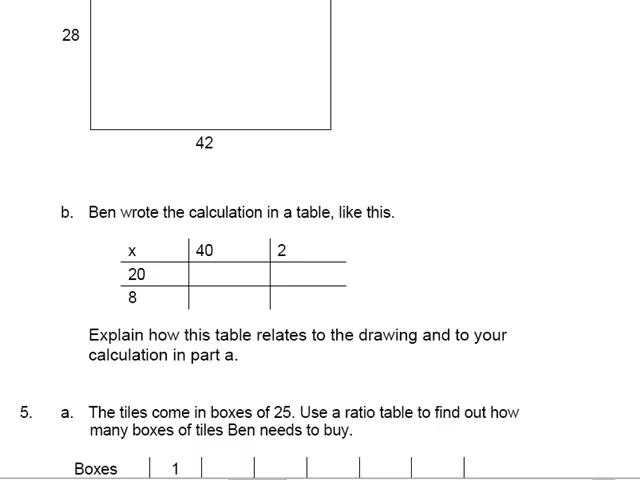 28
42
b. Ben wrote the calculation in a table, like this.
x 40 2
20
8
Explain how this table relates to the drawing and to your
calculation in part a.
5. a. The tiles come in boxes of 25. Use a ratio table to find out how
many boxes of tiles Ben needs to buy.
Boxes 1